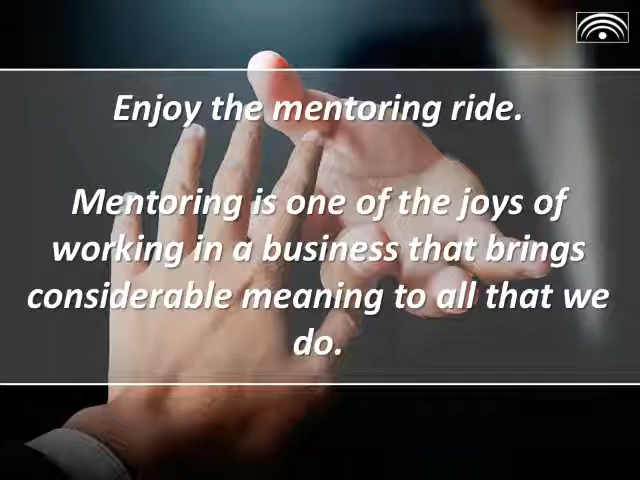 Enjoy the mentoring ride.
Mentoring is one of the joys of
working in a business that brings
considerable meaning to all that we
do.